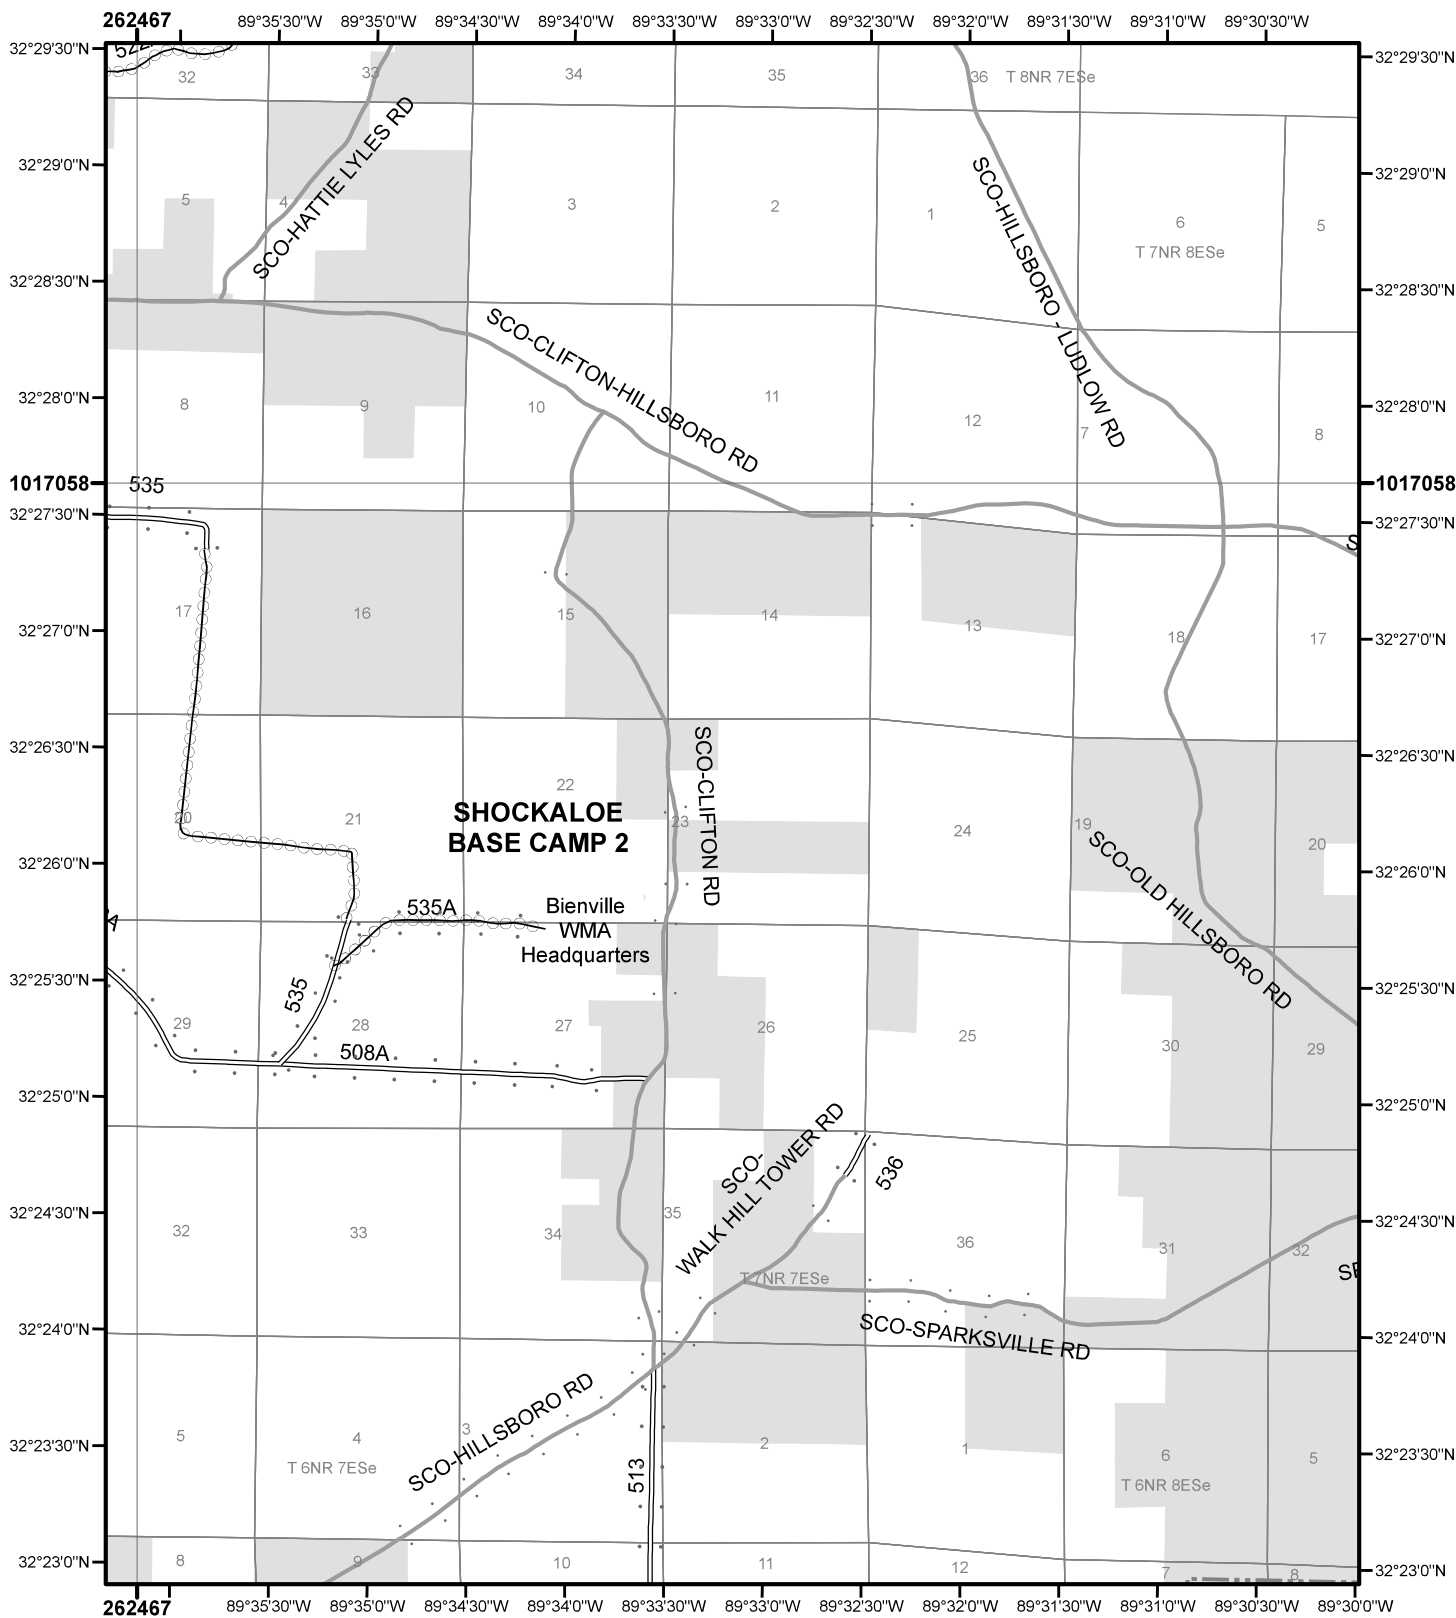 262467 89°35'30"W 89°35'0"W 89°34'30"W 89°34'0"W 89°33'30"W 89°33'0"W 89°32'30"W 89°32'0"W 89°31'30"W 89°31'0"W 89°30'30"W
32°29'30"N 32°29'30"N
522
32 33 34 35 36 T 8NR 7ESe
SCO-HATTIE LYLES RD
32°29'0"N 32°29'0"N
SCO-HILLSBORO - LUDLOW RD
5 4 3 2 1 6 5
T 7NR 8ESe
32°28'30"N 32°28'30"N
SCO-CLIFTON-HILLSBORO RD
32°28'0"N 32°28'0"N
8 9 10 11 12 7 8
1017058 1017058
535
32°27'30"N 32°27'30"N
S
17 16 15 14 13 18 17
32°27'0"N 32°27'0"N
32°26'30"N 32°26'30"N
SCO-CLIFTON RD
20 21 22 23 24 19 20
SHOCKALOE
BASE CAMP 2
SCO-OLD HILLSBORO RD
32°26'0"N 32°26'0"N
535A
Bienville
WMA
Headquarters
A
32°25'30"N 32°25'30"N
535
29 28 27 26 25 30 29
508A
32°25'0"N 32°25'0"N
SCO-
WALK HILL TOWER RD
536
32°24'30"N 32°24'30"N
32 33 34 35 36 31 32
T 7NR 7ESe
SE
SCO-SPARKSVILLE RD
32°24'0"N 32°24'0"N
SCO-HILLSBORO RD
5 4 3 2 1 6 5
T 6NR 7ESe
T 6NR 8ESe
32°23'30"N 32°23'30"N
513
32°23'0"N 32°23'0"N
8 9 10 11 12 7 8
262467 89°35'30"W 89°35'0"W 89°34'30"W 89°34'0"W 89°33'30"W 89°33'0"W 89°32'30"W 89°32'0"W 89°31'30"W 89°31'0"W 89°30'30"W 89°30'0"W